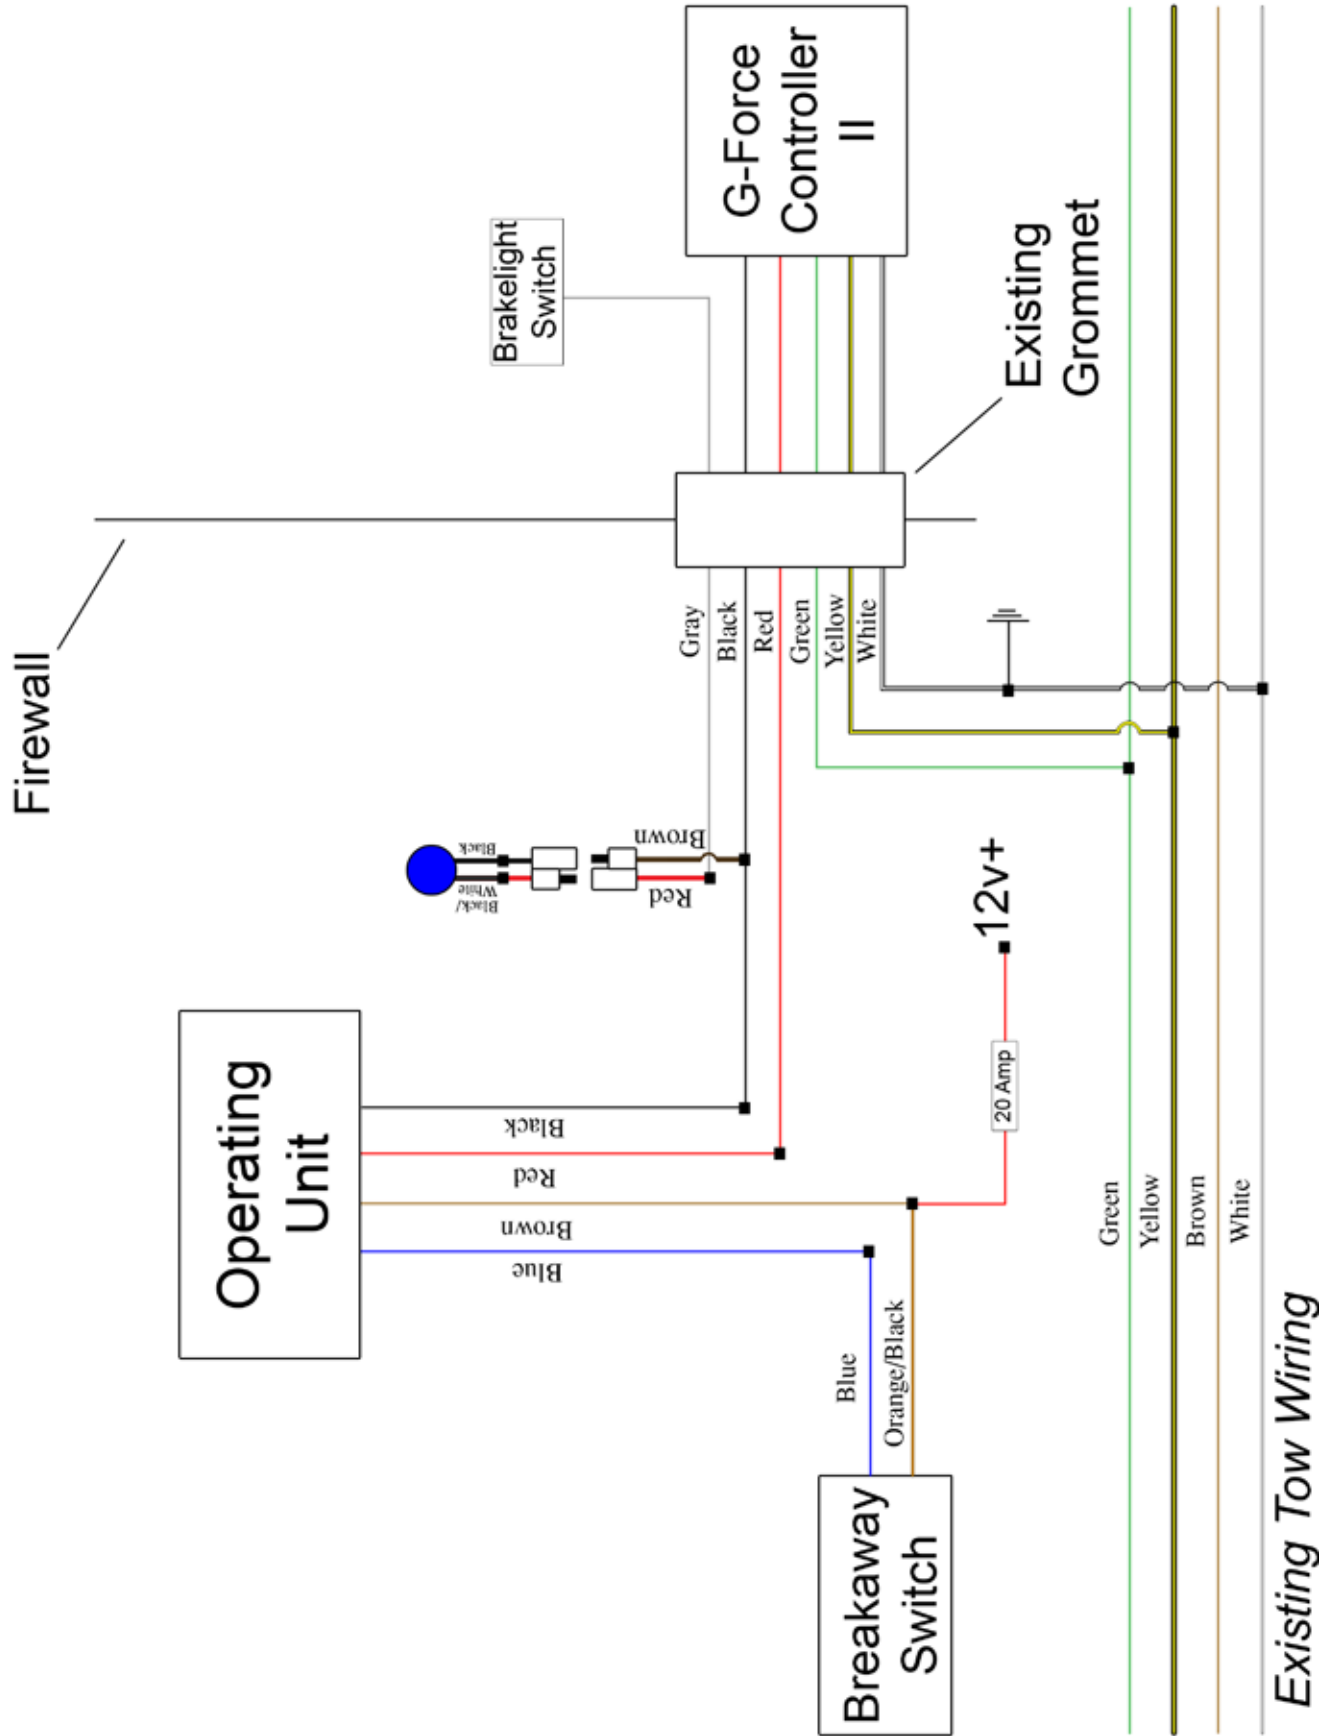 Firewall
Brakelight
Switch
G-Force
Controller
II
Existing
Grommet
Gray
Black
Red
Green
Yellow
White
Black
Black/
White
Brown
Red
Operating
Unit
Black
Red
Brown
Blue
12v+
20 Amp
Blue
Orange/Black
Breakaway
Switch
Green
Yellow
Brown
White
Existing Tow Wiring